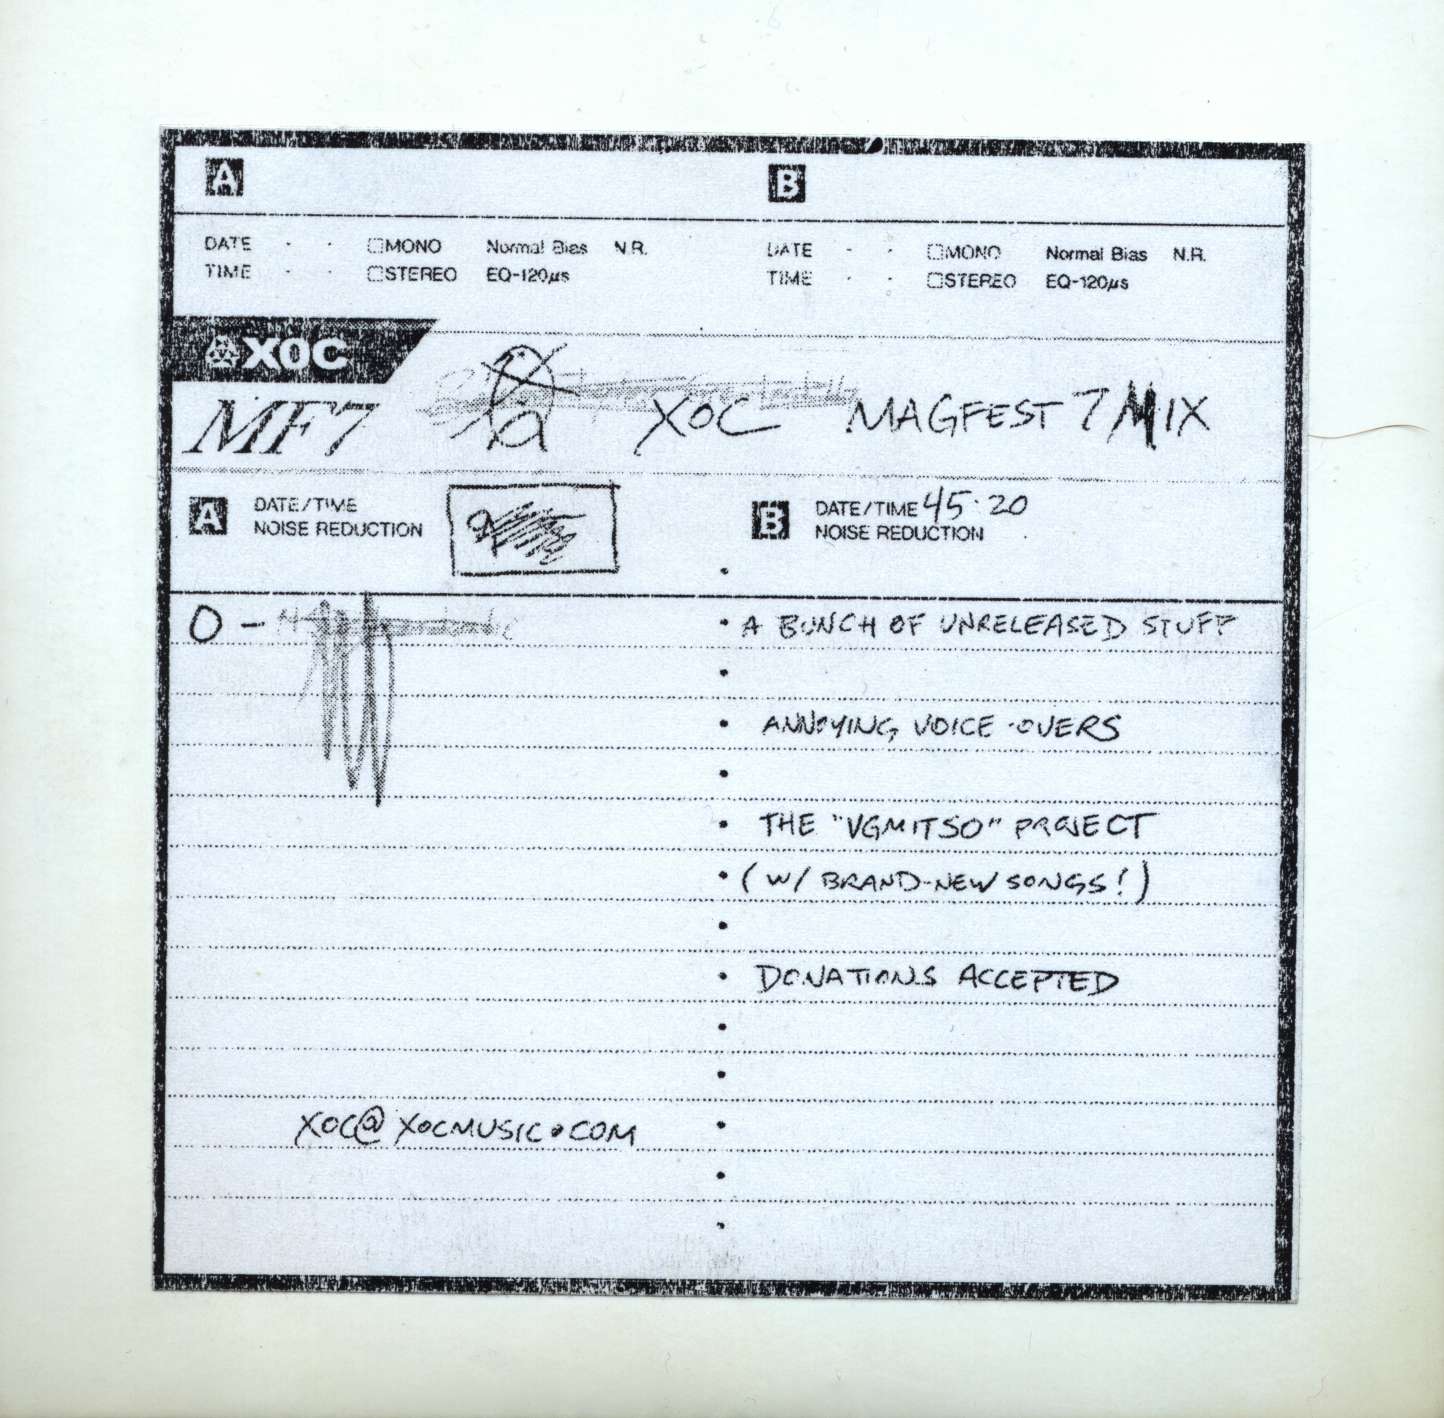 A B
DATE - - □MONO Normal Bias N.R. DATE - - □MONO Normal Bias N.R.
TIME - - □STEREO EQ-120μs TIME - - □STEREO EQ-120μs
XOC
MF7 XOC MAGFEST 7 MIX
A DATE/TIME B DATE/TIME 45:20
NOISE REDUCTION NOISE REDUCTION
0 - • A BUNCH OF UNRELEASED STUFF
• ANNOYING VOICE-OVERS
• THE "VGMITSO" PROJECT
• (W/ BRAND-NEW SONGS!)
• DONATIONS ACCEPTED
XOC@XOCMUSIC.COM